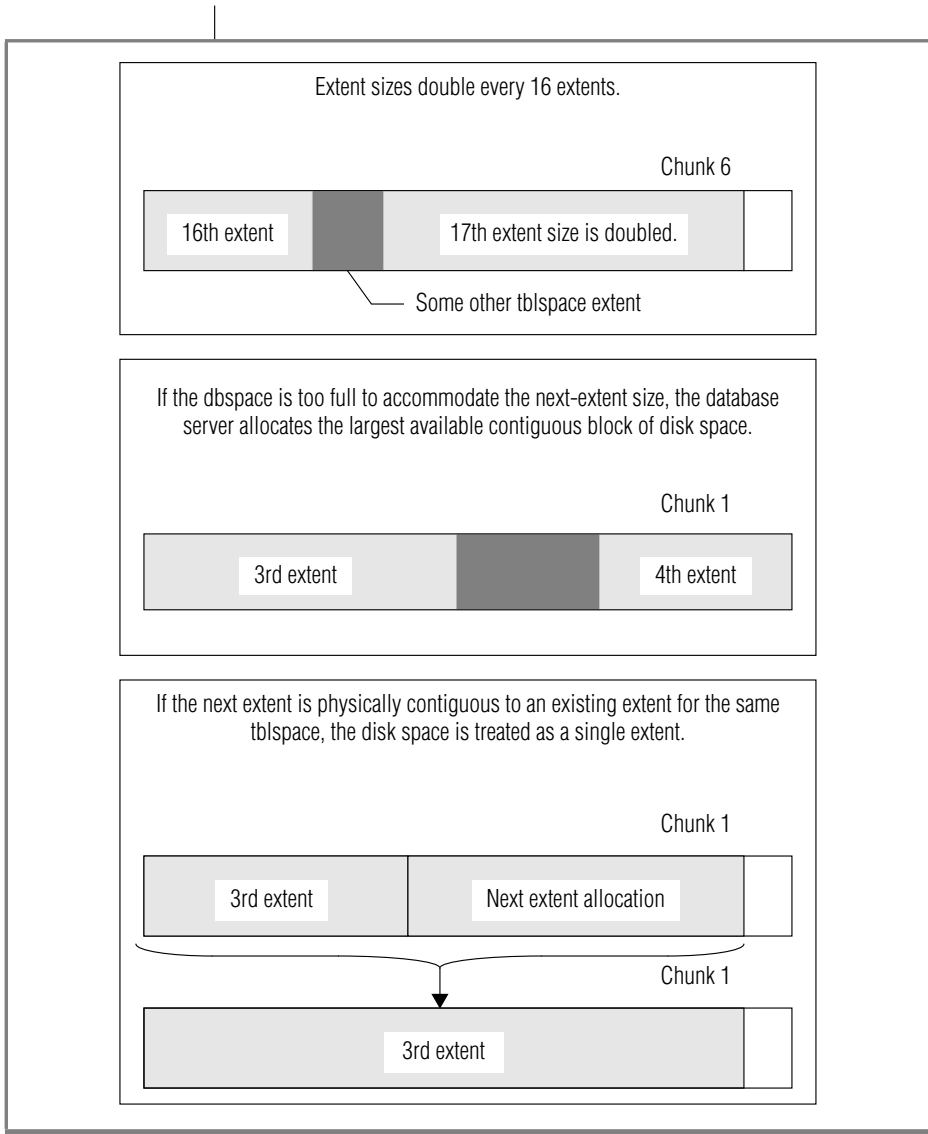 Extent sizes double every 16 extents.
Chunk 6
16th extent
17th extent size is doubled.
Some other tblspace extent
If the dbspace is too full to accommodate the next-extent size, the database
server allocates the largest available contiguous block of disk space.
Chunk 1
3rd extent
4th extent
If the next extent is physically contiguous to an existing extent for the same
tblspace, the disk space is treated as a single extent.
Chunk 1
3rd extent
Next extent allocation
Chunk 1
3rd extent